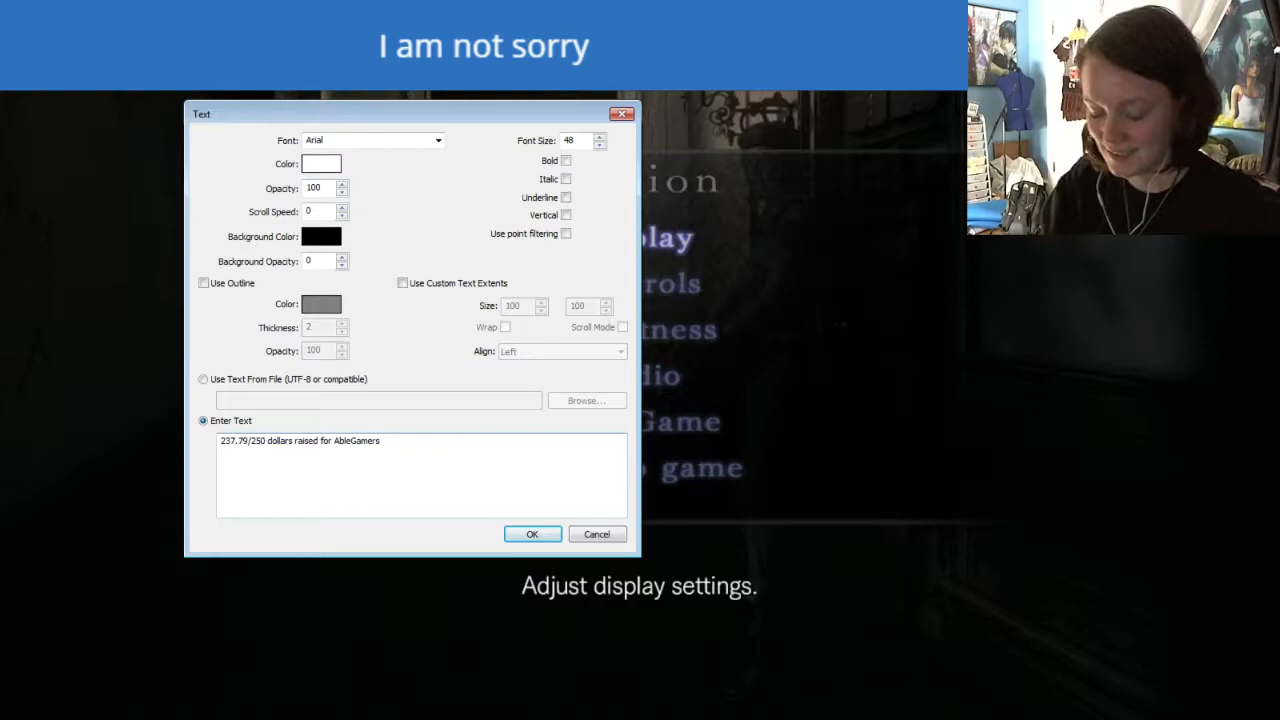 I am not sorry
Text
Font: Arial
Font Size: 48
Color:
Bold
Opacity: 100
Italic
Scroll Speed: 0
Underline
Vertical
Background Color:
Use point filtering
Background Opacity: 0
Use Outline
Use Custom Text Extents
Color:
Size: 100 100
Thickness: 2
Wrap
Scroll Mode
Opacity: 100
Align: Left
Use Text From File (UTF-8 or compatible)
Browse...
Enter Text
237.79/250 dollars raised for AbleGamers
OK
Cancel
ion
play
rols
tness
dio
Game
game
Adjust display settings.